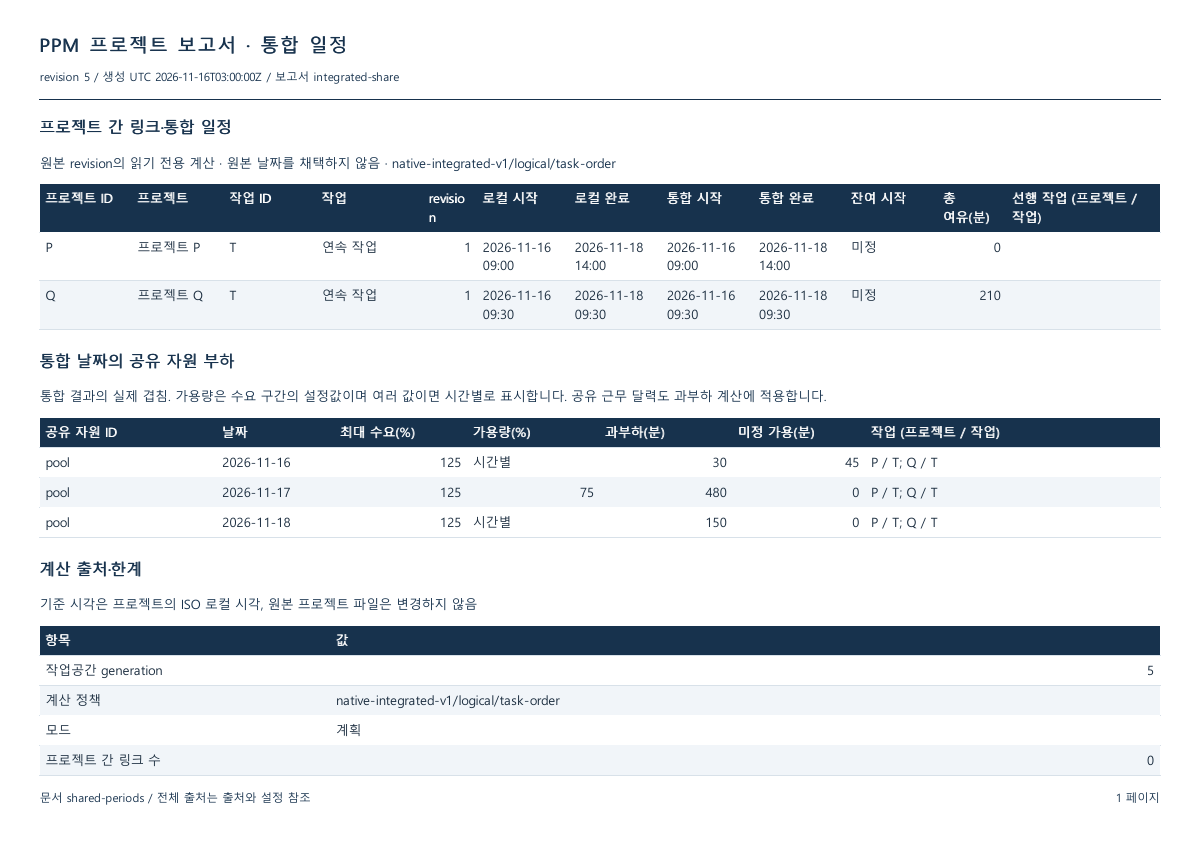 PPM 프로젝트 보고서 · 통합 일정
revision 5 / 생성 UTC 2026-11-16T03:00:00Z / 보고서 integrated-share
프로젝트 간 링크·통합 일정
원본 revision의 읽기 전용 계산 · 원본 날짜를 채택하지 않음 · native-integrated-v1/logical/task-order
프로젝트 ID 프로젝트 작업 ID 작업 revisio 로컬 시작 로컬 완료 통합 시작 통합 완료 잔여 시작 총 선행 작업 (프로젝트 /
n 여유(분) 작업)
P 프로젝트 P T 연속 작업 1 2026-11-16 2026-11-18 2026-11-16 2026-11-18 미정 0
09:00 14:00 09:00 14:00
Q 프로젝트 Q T 연속 작업 1 2026-11-16 2026-11-18 2026-11-16 2026-11-18 미정 210
09:30 09:30 09:30 09:30
통합 날짜의 공유 자원 부하
통합 결과의 실제 겹침. 가용량은 수요 구간의 설정값이며 여러 값이면 시간별로 표시합니다. 공유 근무 달력도 과부하 계산에 적용합니다.
공유 자원 ID 날짜 최대 수요(%) 가용량(%) 과부하(분) 미정 가용(분) 작업 (프로젝트 / 작업)
pool 2026-11-16 125 시간별 30 45 P / T; Q / T
pool 2026-11-17 125 75 480 0 P / T; Q / T
pool 2026-11-18 125 시간별 150 0 P / T; Q / T
계산 출처·한계
기준 시각은 프로젝트의 ISO 로컬 시각, 원본 프로젝트 파일은 변경하지 않음
항목 값
작업공간 generation 5
계산 정책 native-integrated-v1/logical/task-order
모드 계획
프로젝트 간 링크 수 0
문서 shared-periods / 전체 출처는 출처와 설정 참조 1 페이지